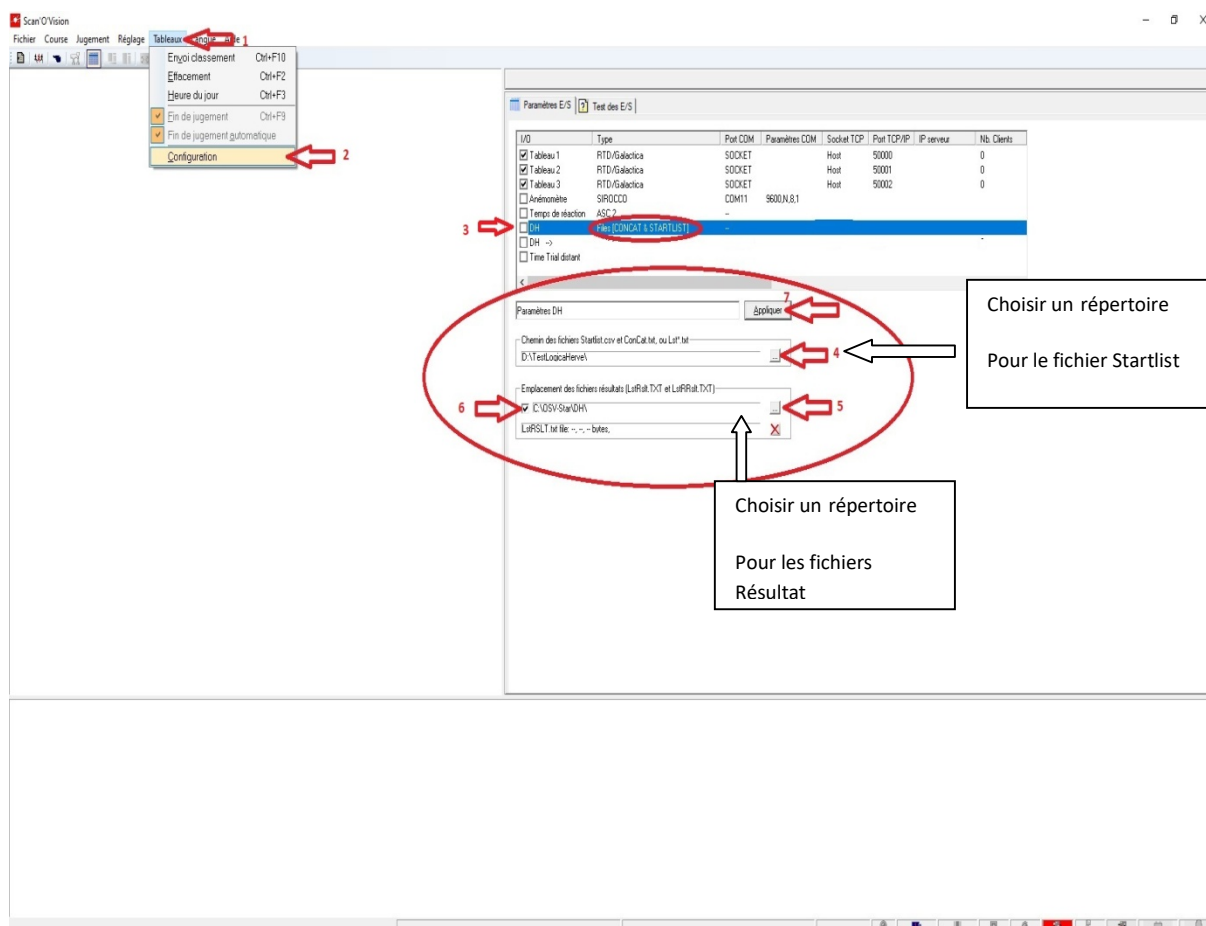 Scan'O'Vision
Fichier Course Jugement Réglage Tableaux Langue Aide 1
Envoi classement Ctrl+F10
Effacement Ctrl+F2
Heure du jour Ctrl+F3
Fin de jugement Ctrl+F9
Fin de jugement automatique
Configuration 2
Paramètres E/S Test des E/S
I/O Type Port COM Paramètres COM Socket TCP Port TCP/IP IP serveur Nb. Clients
Tableau 1 RTD/Galactica SOCKET Host 50000 0
Tableau 2 RTD/Galactica SOCKET Host 50001 0
Tableau 3 RTD/Galactica SOCKET Host 50002 0
Anémomètre SIROCCO COM11 9600,N,8,1
Temps de réaction ASC 2 --
3 DH Files [CONCAT & STARTLIST] --
DH -> -
Time Trial distant
Paramètres DH Appliquer 7
Chemin des fichiers Startlist.csv et ConCat.txt, ou Lst*.txt
D:\TestLogicaHerve\ ... 4
Choisir un répertoire
Pour le fichier Startlist
Emplacement des fichiers résultats (LstRslt.TXT et LstRRslt.TXT)
6 C:\OSV-Star\DH\ ... 5
LstRSLT.txt file: --, --, -- bytes,
Choisir un répertoire
Pour les fichiers
Résultat